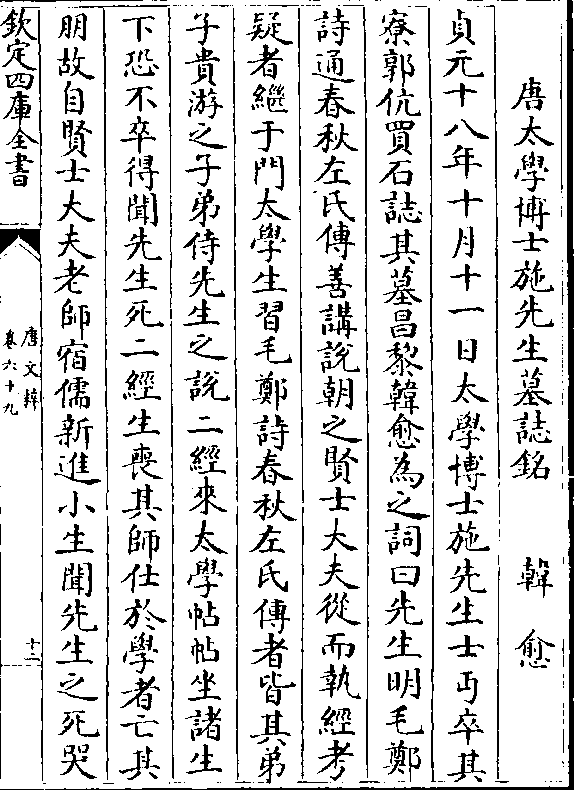 唐太學博士施先生墓誌銘 韓愈
貞元十八年十月十一日太學博士施先生士丐卒其
寮郭伉買石誌其墓昌黎韓愈為之詞曰先生明毛鄭
詩通春秋左氏傳善講說朝之賢士大夫從而執經考
疑者繼于門太學生習毛鄭詩春秋左氏傳者皆其弟
子貴游之子弟侍先生之說二經來太學帖帖坐諸生
下恐不卒得聞先生死二經生喪其師仕於學者亡其
朋故自賢士大夫老師宿儒新進小生聞先生之死哭
欽定四庫全書
唐文粹
卷六十九
十二